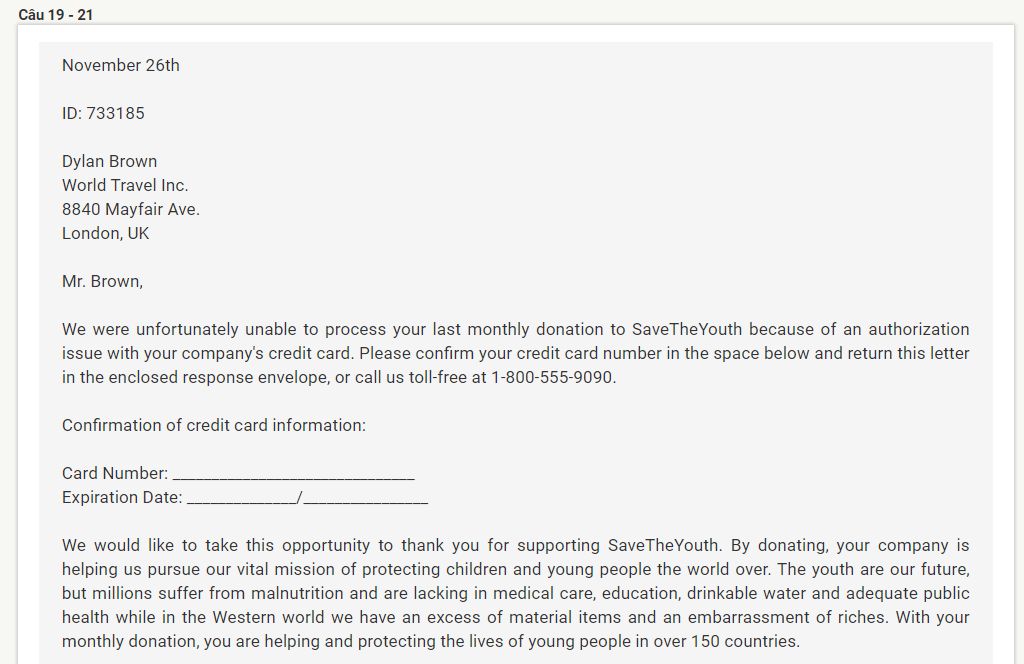 Câu 19 - 21
November 26th
ID: 733185
Dylan Brown
World Travel Inc.
8840 Mayfair Ave.
London, UK
Mr. Brown,
We were unfortunately unable to process your last monthly donation to SaveTheYouth because of an authorization
issue with your company's credit card. Please confirm your credit card number in the space below and return this letter
in the enclosed response envelope, or call us toll-free at 1-800-555-9090.
Confirmation of credit card information:
Card Number: ______________________________
Expiration Date: ______________/________________
We would like to take this opportunity to thank you for supporting SaveTheYouth. By donating, your company is
helping us pursue our vital mission of protecting children and young people the world over. The youth are our future,
but millions suffer from malnutrition and are lacking in medical care, education, drinkable water and adequate public
health while in the Western world we have an excess of material items and an embarrassment of riches. With your
monthly donation, you are helping and protecting the lives of young people in over 150 countries.